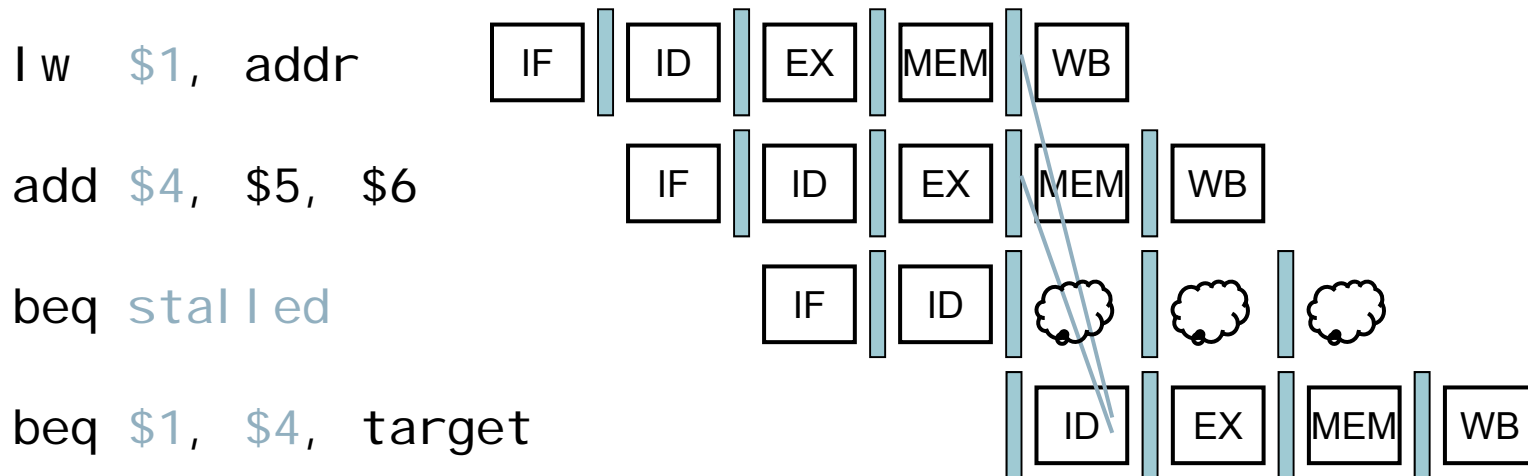 lw $1, addr IF ID EX MEM WB
add $4, $5, $6 IF ID EX MEM WB
beq stalled IF ID
beq $1, $4, target ID EX MEM WB